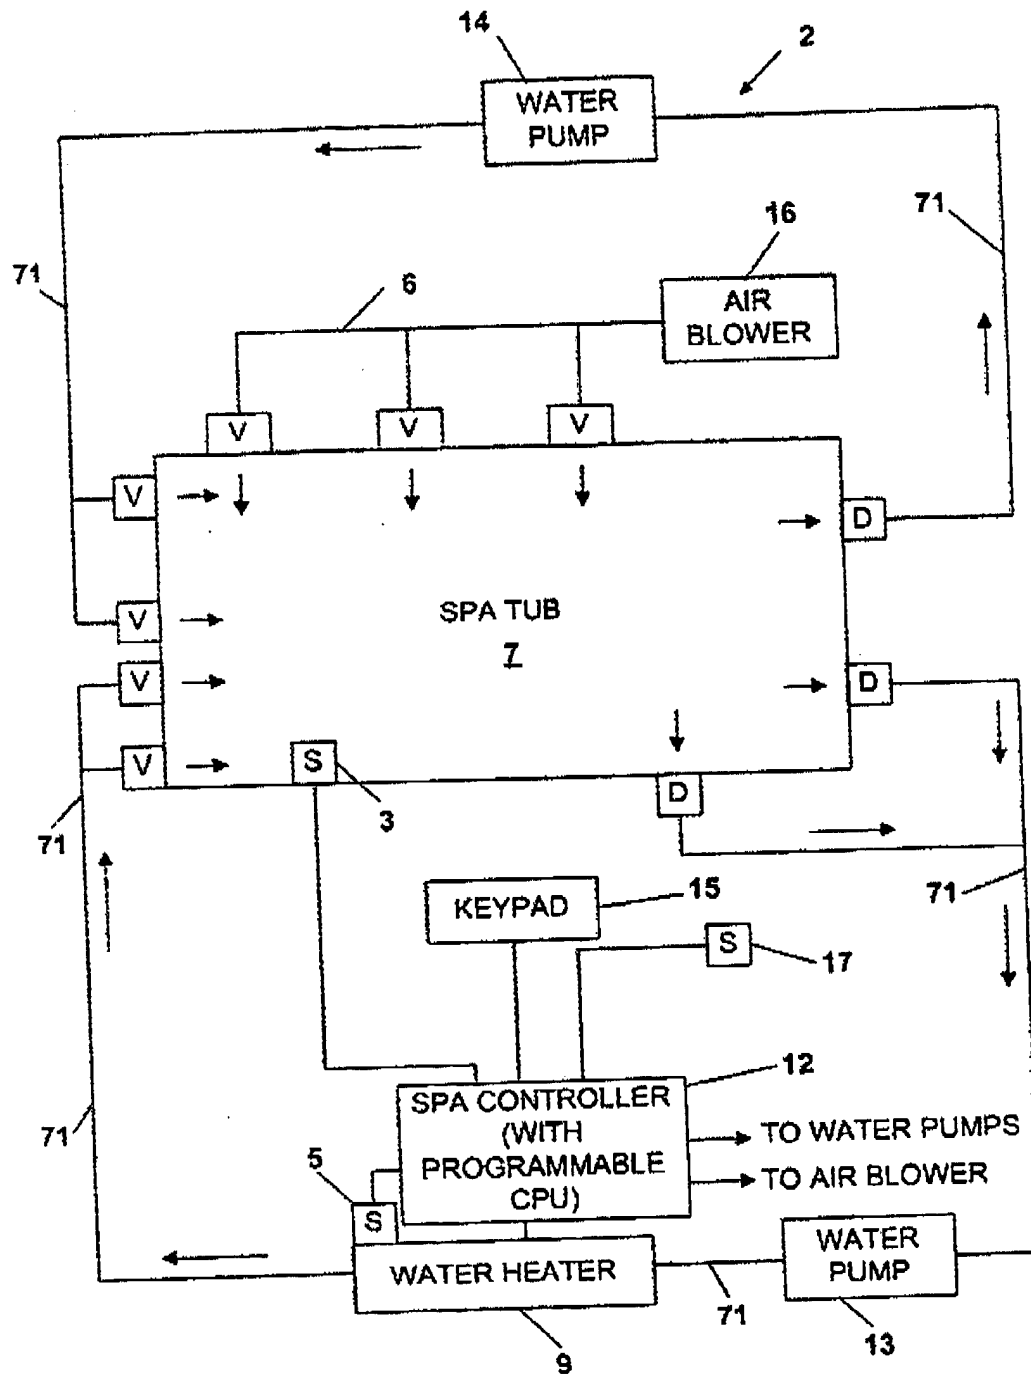 14
2
WATER
PUMP
71
16
71
6
AIR
BLOWER
V
V
V
V
D
V
SPA TUB
7
V
D
V
S
D
3
71
71
KEYPAD
15
S
17
12
SPA CONTROLLER
(WITH
PROGRAMMABLE
CPU)
TO WATER PUMPS
TO AIR BLOWER
71
5
S
WATER HEATER
WATER
PUMP
71
9
13